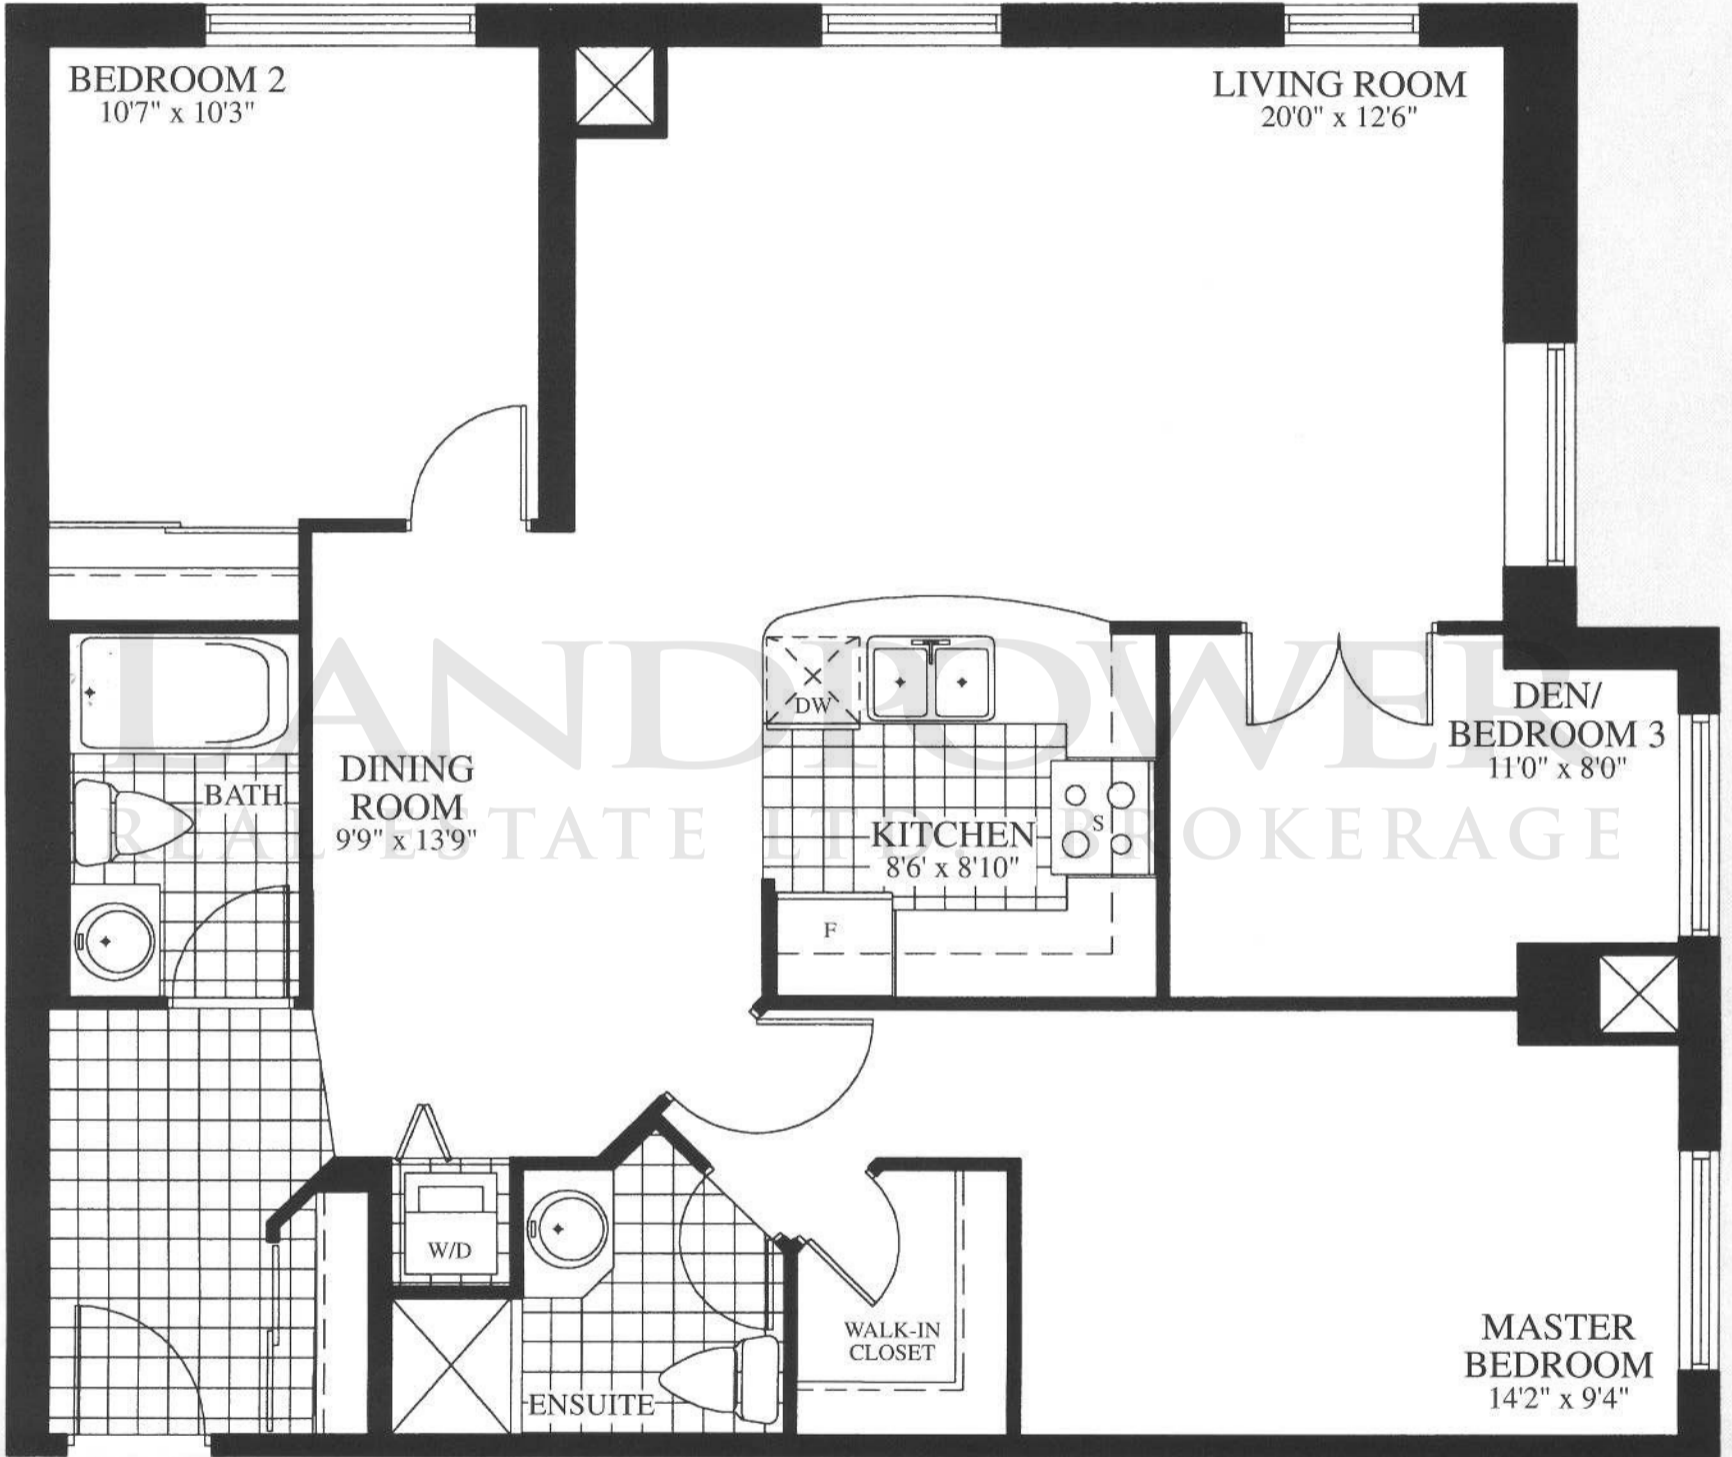 BEDROOM 2
10'7" x 10'3"
LIVING ROOM
20'0" x 12'6"
LANDPOWER
REAL ESTATE LTD. BROKERAGE
DW
DEN/
BEDROOM 3
11'0" x 8'0"
BATH
DINING
ROOM
9'9" x 13'9"
KITCHEN
8'6' x 8'10"
S
F
W/D
WALK-IN
CLOSET
ENSUITE
MASTER
BEDROOM
14'2" x 9'4"